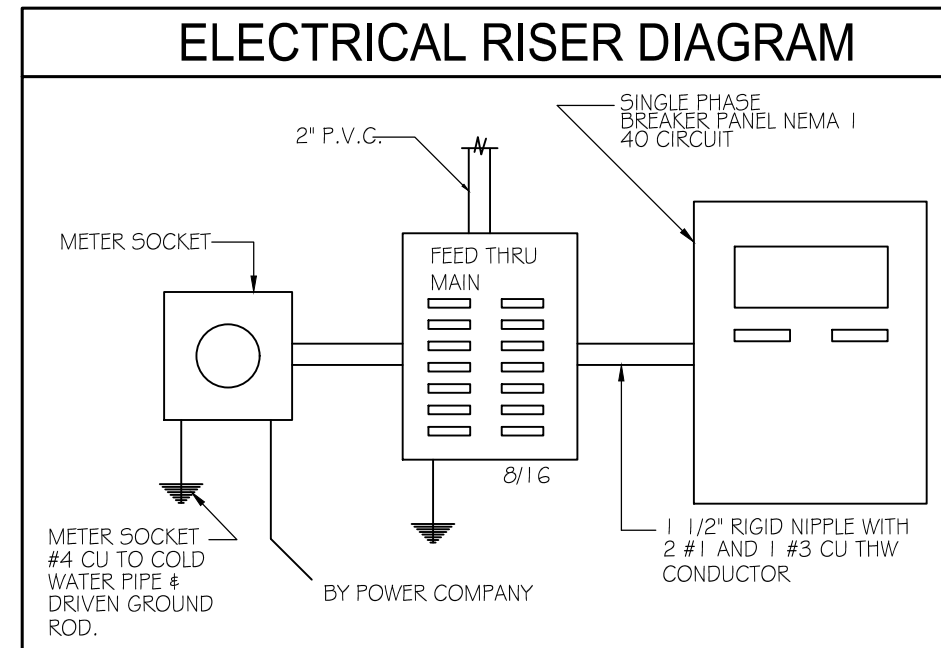 ELECTRICAL RISER DIAGRAM
SINGLE PHASE
BREAKER PANEL NEMA 1
40 CIRCUIT
2" P.V.C.
METER SOCKET
FEED THRU
MAIN
8/16
METER SOCKET
#4 CU TO COLD
WATER PIPE &
DRIVEN GROUND
ROD.
BY POWER COMPANY
1 1/2" RIGID NIPPLE WITH
2 #1 AND 1 #3 CU THW
CONDUCTOR